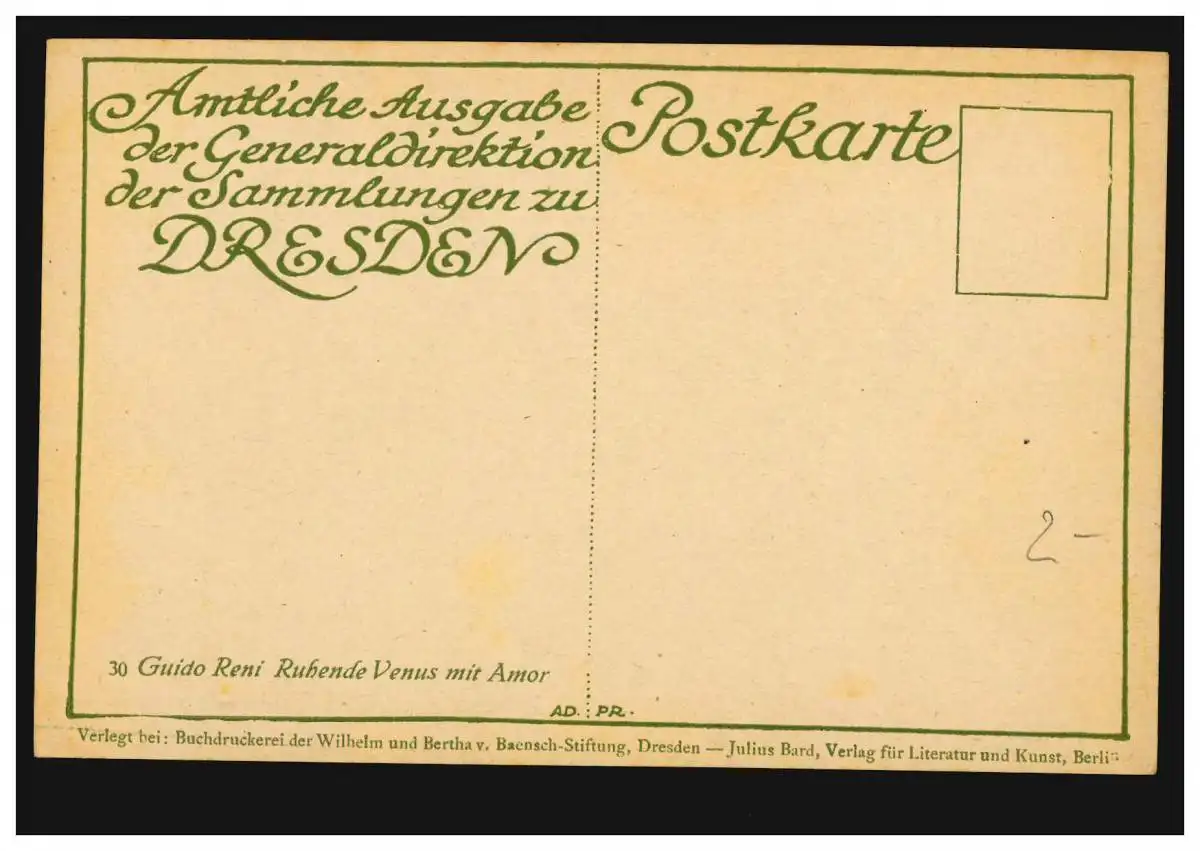 Amtliche Ausgabe
der Generaldirektion
der Sammlungen zu
DRESDEN
Postkarte
2-
30 Guido Reni Ruhende Venus mit Amor
AD. PR.
Verlegt bei: Buchdruckerei der Wilhelm und Bertha v. Baensch-Stiftung, Dresden — Julius Bard, Verlag für Literatur und Kunst, Berli